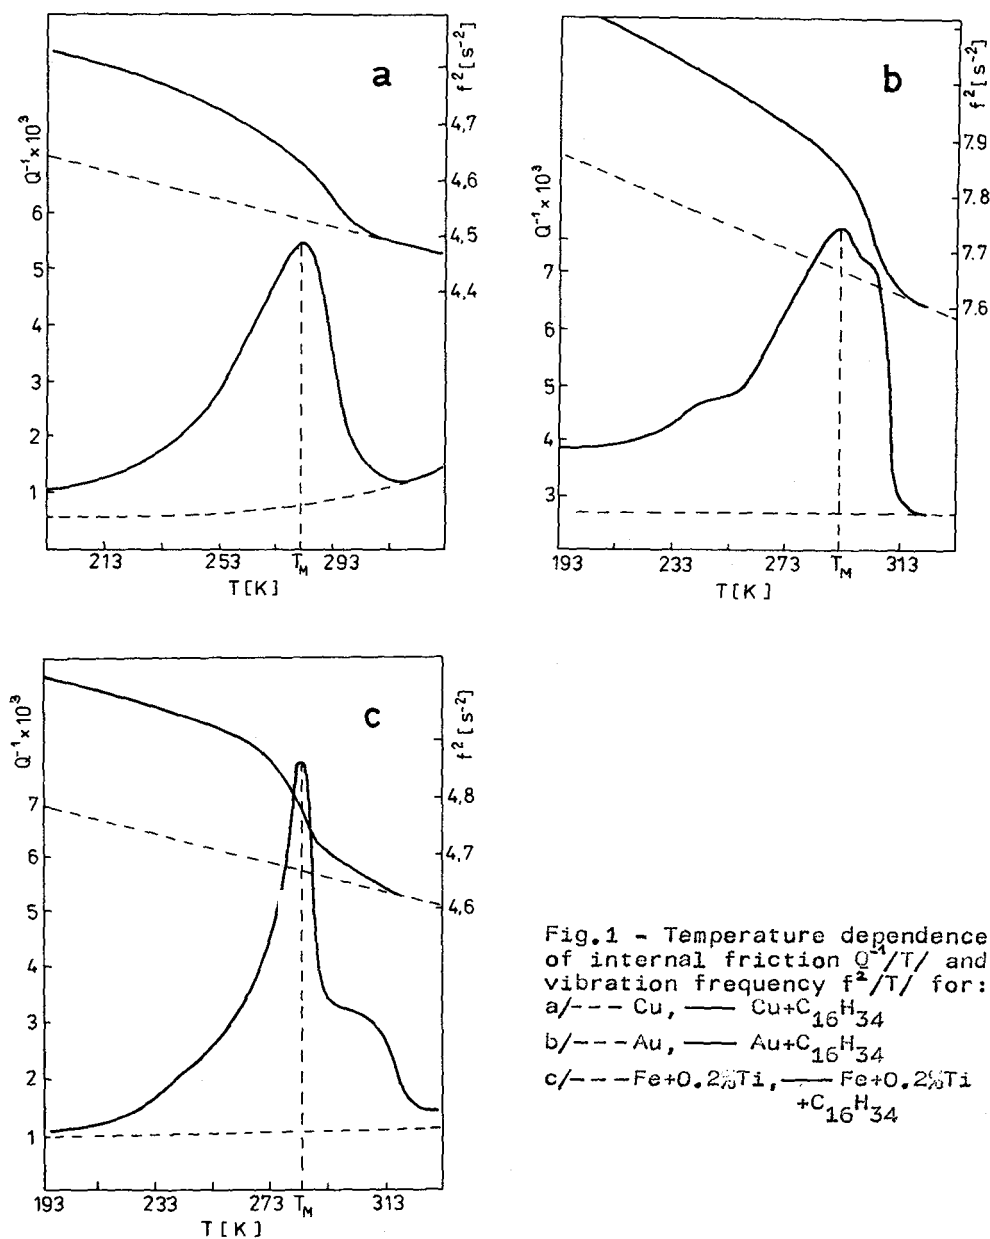 a
Q⁻¹×10³
6
5
4
3
2
1
f²[s⁻²]
4,7
4,6
4,5
4,4
213 253 T_M 293
T[K]
b
Q⁻¹×10³
7
6
5
4
3
f²[s⁻²]
7.9
7.8
7.7
7.6
193 233 273 T_M 313
T[K]
c
Q⁻¹×10³
7
6
5
4
3
2
1
f²[s⁻²]
4,8
4,7
4,6
193 233 273 T_M 313
T[K]
Fig.1 - Temperature dependence
of internal friction Q⁻¹/T/ and
vibration frequency f²/T/ for:
a/--- Cu, —— Cu+C₁₆H₃₄
b/---Au, —— Au+C₁₆H₃₄
c/---Fe+0.2%Ti, —— Fe+0.2%Ti
+C₁₆H₃₄